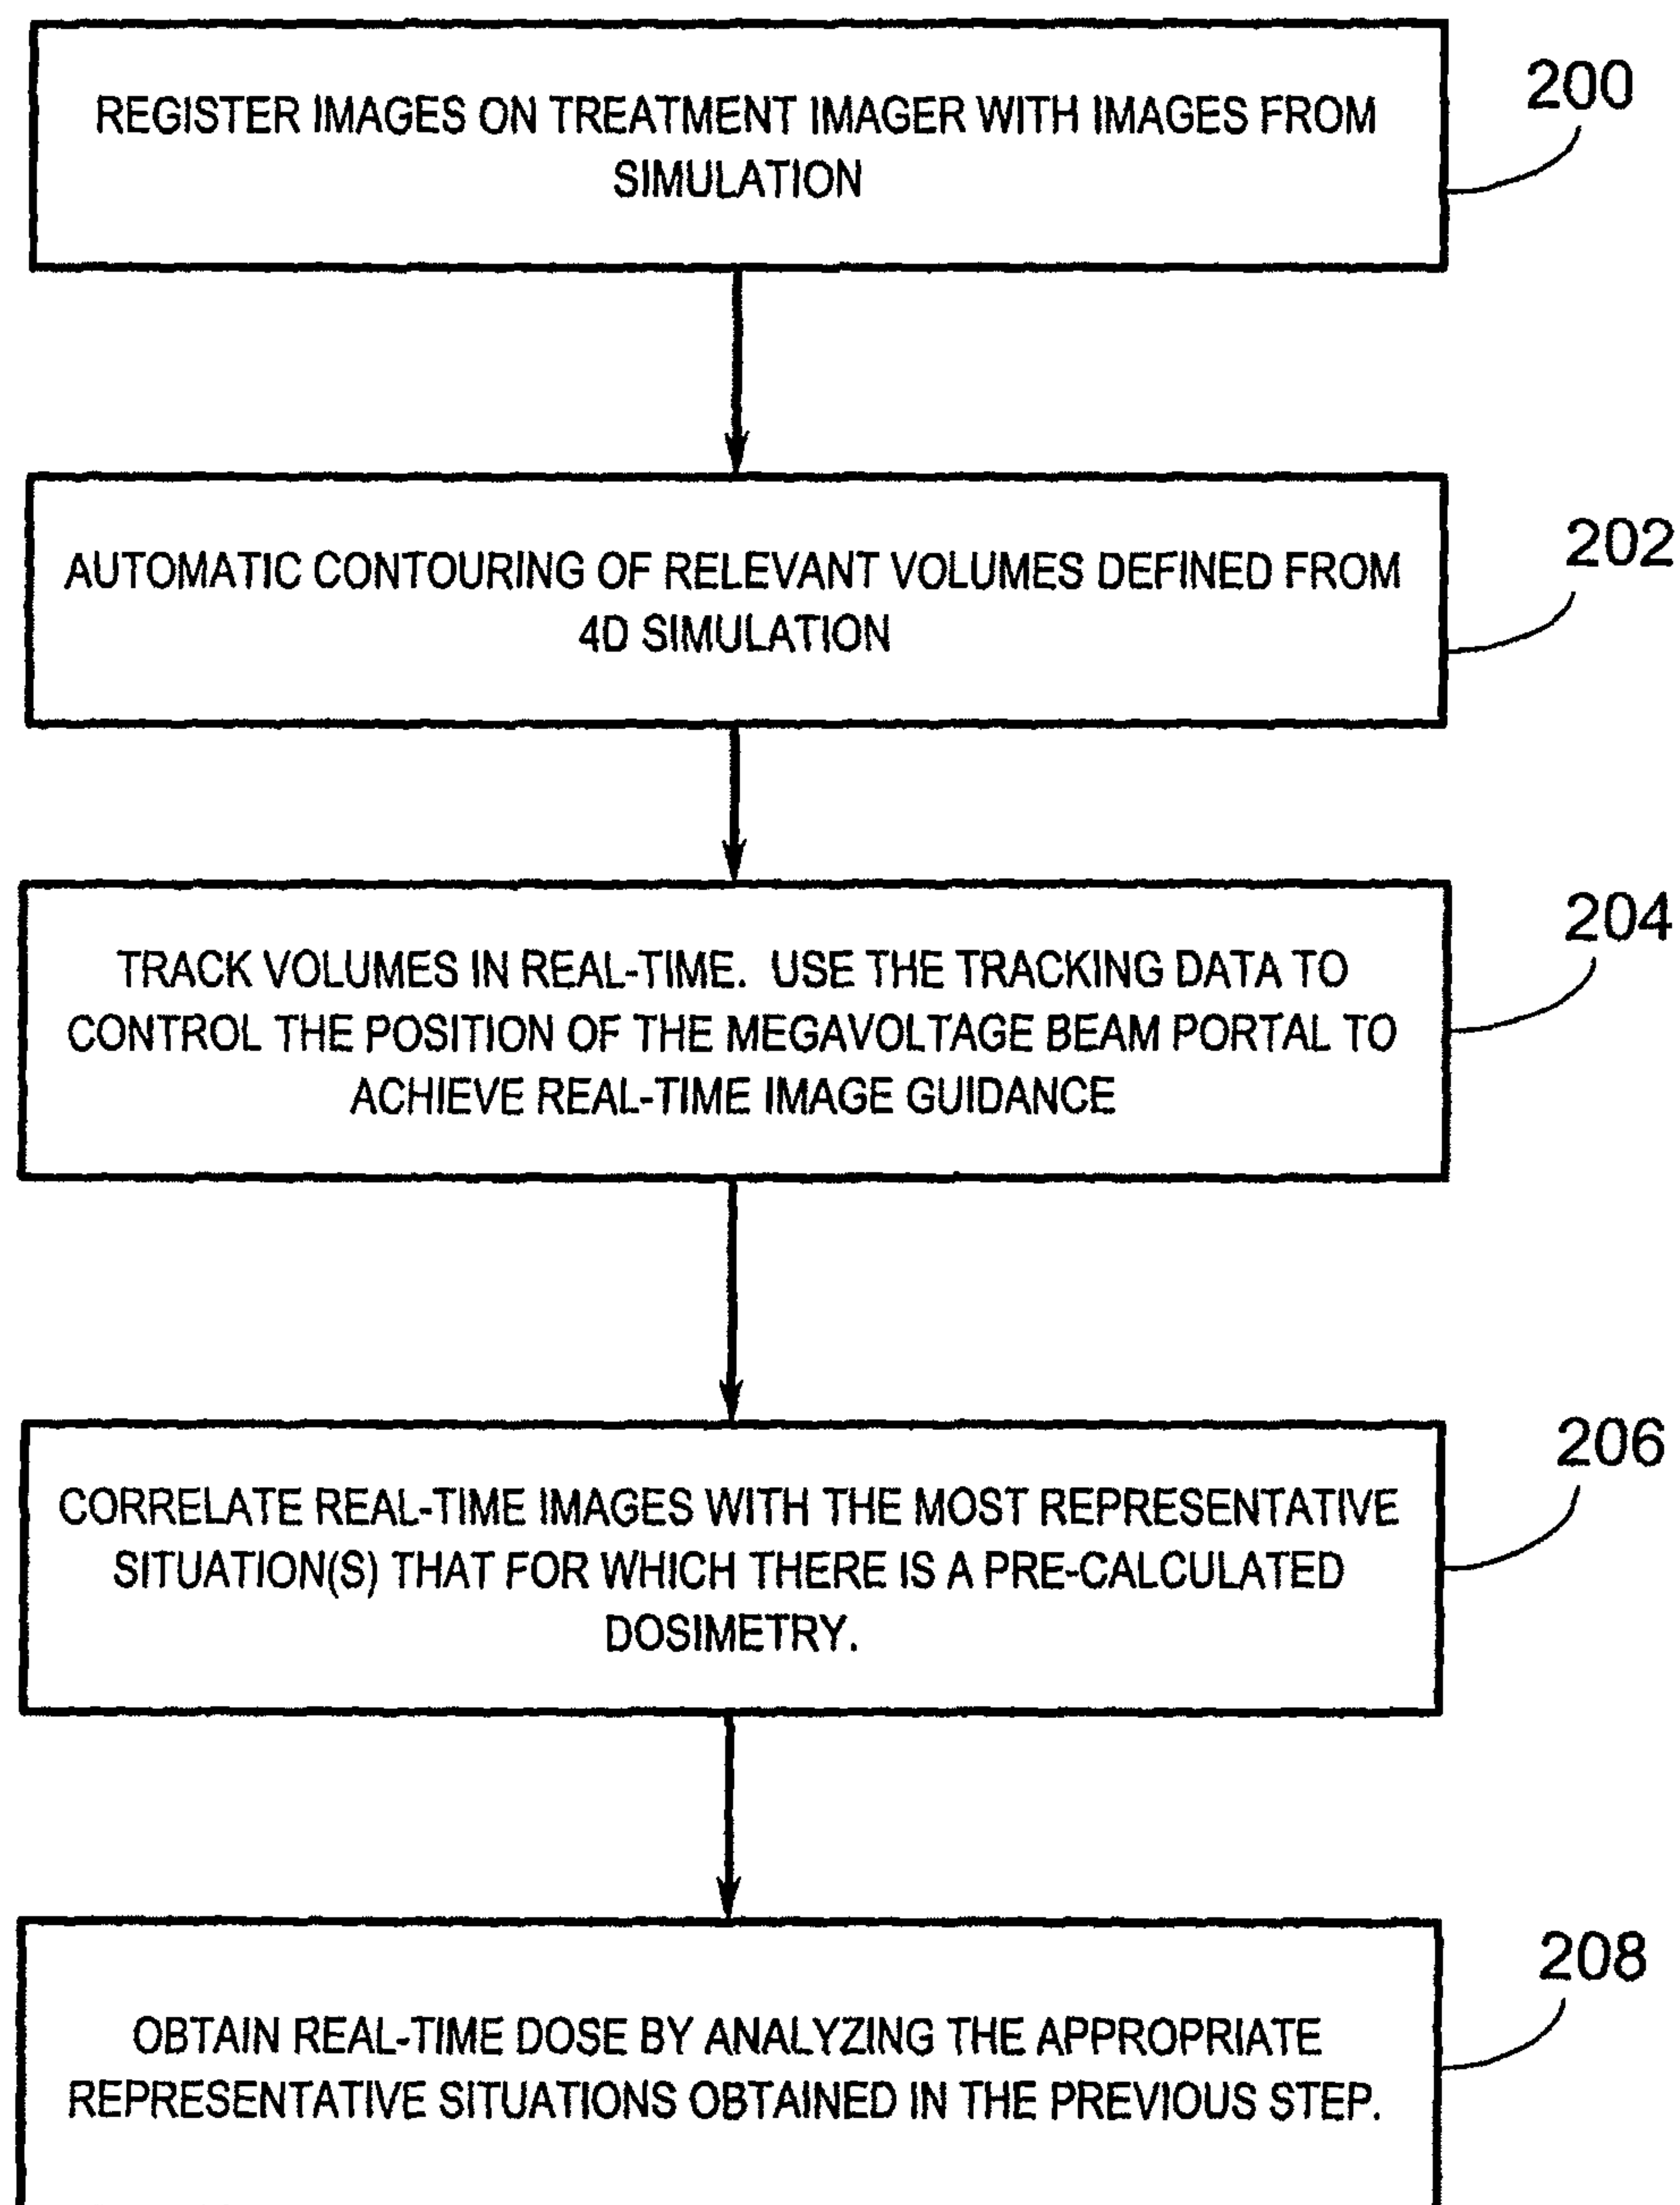 REGISTER IMAGES ON TREATMENT IMAGER WITH IMAGES FROM
SIMULATION
200
AUTOMATIC CONTOURING OF RELEVANT VOLUMES DEFINED FROM
4D SIMULATION
202
TRACK VOLUMES IN REAL-TIME. USE THE TRACKING DATA TO
CONTROL THE POSITION OF THE MEGAVOLTAGE BEAM PORTAL TO
ACHIEVE REAL-TIME IMAGE GUIDANCE
204
CORRELATE REAL-TIME IMAGES WITH THE MOST REPRESENTATIVE
SITUATION(S) THAT FOR WHICH THERE IS A PRE-CALCULATED
DOSIMETRY.
206
OBTAIN REAL-TIME DOSE BY ANALYZING THE APPROPRIATE
REPRESENTATIVE SITUATIONS OBTAINED IN THE PREVIOUS STEP.
208